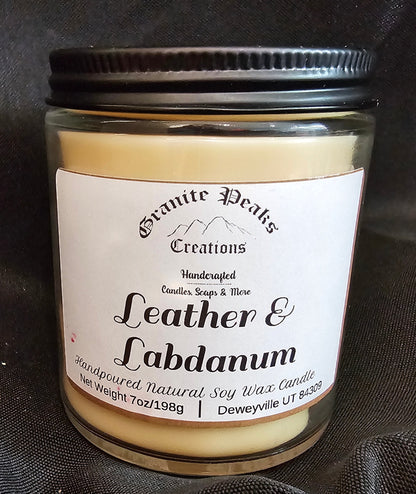 Granite Peaks
Creations
Handcrafted
Candles, Soaps & More
Leather &
Labdanum
Handpoured Natural Soy Wax Candle
Net Weight 7oz/198g | Deweyville UT 84309